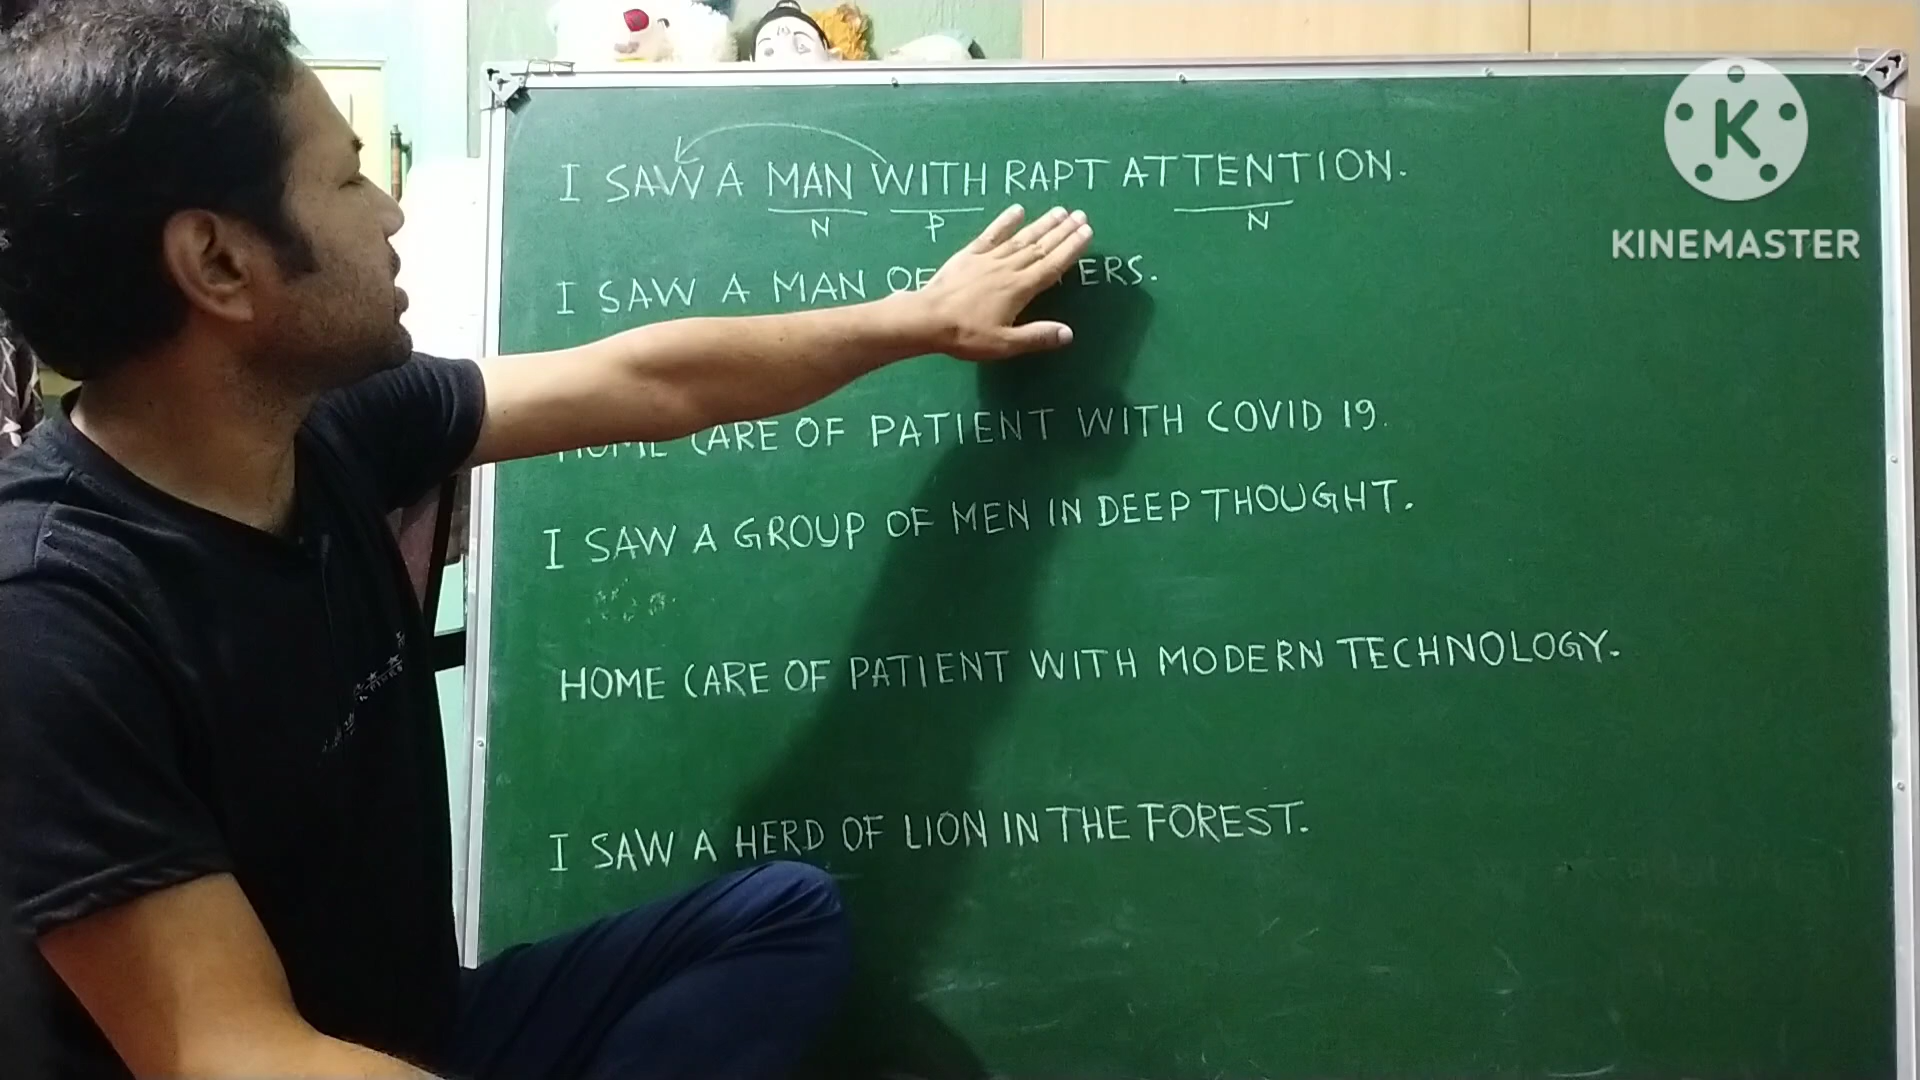 I SAW A MAN WITH RAPT ATTENTION.
N P N
I SAW A MAN OF
HOME CARE OF PATIENT WITH COVID 19.
I SAW A GROUP OF MEN IN DEEP THOUGHT.
HOME CARE OF PATIENT WITH MODERN TECHNOLOGY.
I SAW A HERD OF LION IN THE FOREST.
K
KINEMASTER